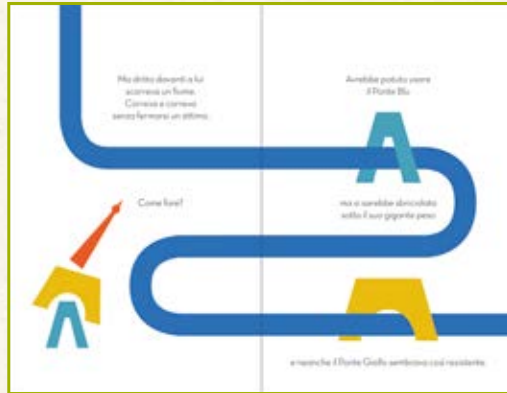 Ma dritto davanti a lui
scorreva un fiume.
Correva e correva
senza fermarsi un attimo.
Come fare?
Avrebbe potuto usare
il Ponte Blu
ma si sarebbe sbriciolato
sotto il suo gigante peso
e neanche il Ponte Giallo sembrava così resistente.